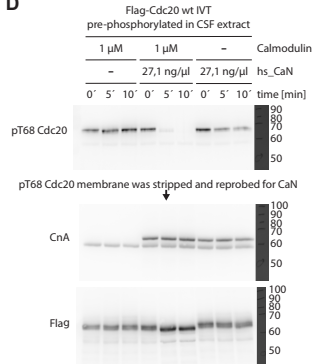 D
Flag-Cdc20 wt IVT
pre-phosphorylated in CSF extract
1 µM 1 µM – Calmodulin
– 27,1 ng/µl 27,1 ng/µl hs_CaN
0´ 5´ 10´ 0´ 5´ 10´ 0´ 5´ 10´ time [min]
90
80
70
60
50
pT68 Cdc20
pT68 Cdc20 membrane was stripped and reprobed for CaN
100
90
80
70
60
50
CnA
100
90
80
70
60
50
Flag